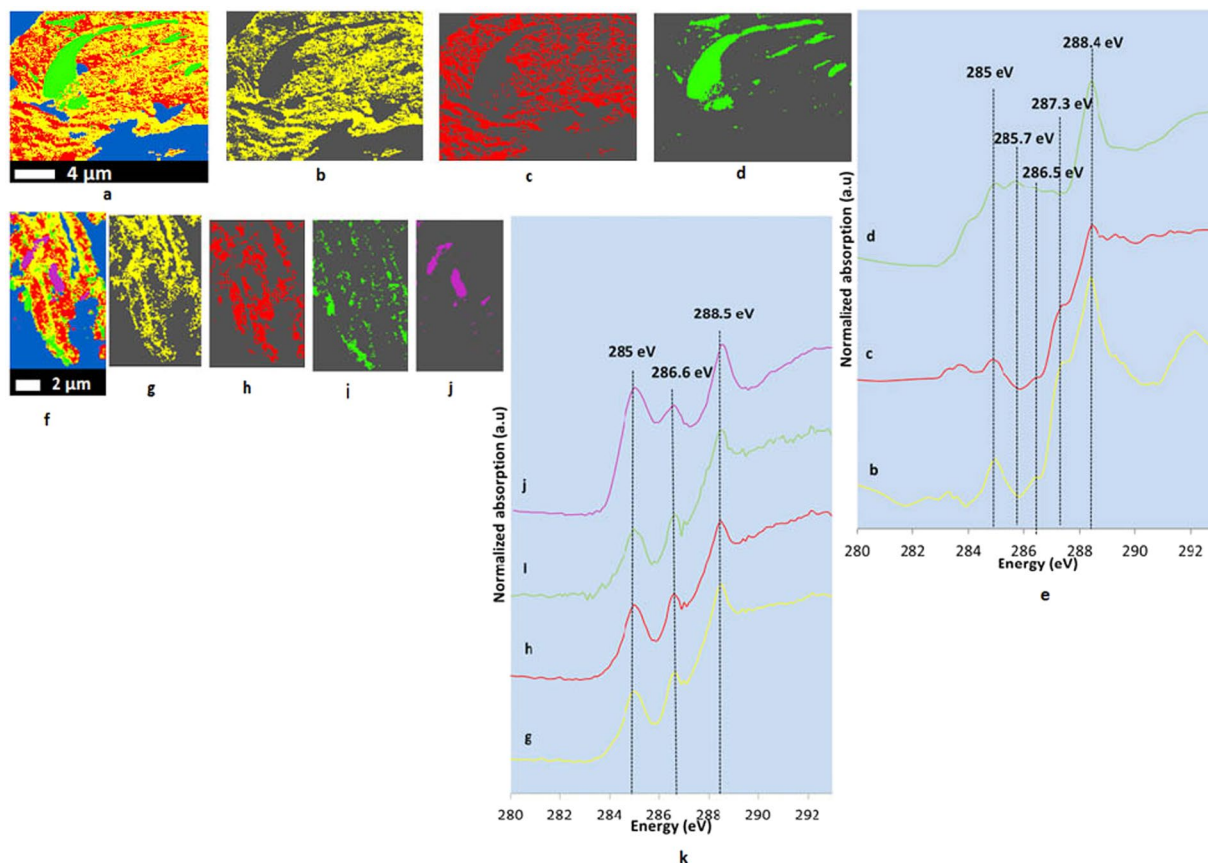 4 µm
a
b
c
d
2 µm
f
g
h
i
j
Normalized absorption (a.u)
285 eV
286.6 eV
288.5 eV
j
I
h
g
280 282 284 286 288 290 292
Energy (eV)
k
Normalized absorption (a.u)
285 eV
285.7 eV
286.5 eV
287.3 eV
288.4 eV
d
c
b
280 282 284 286 288 290 292
Energy (eV)
e